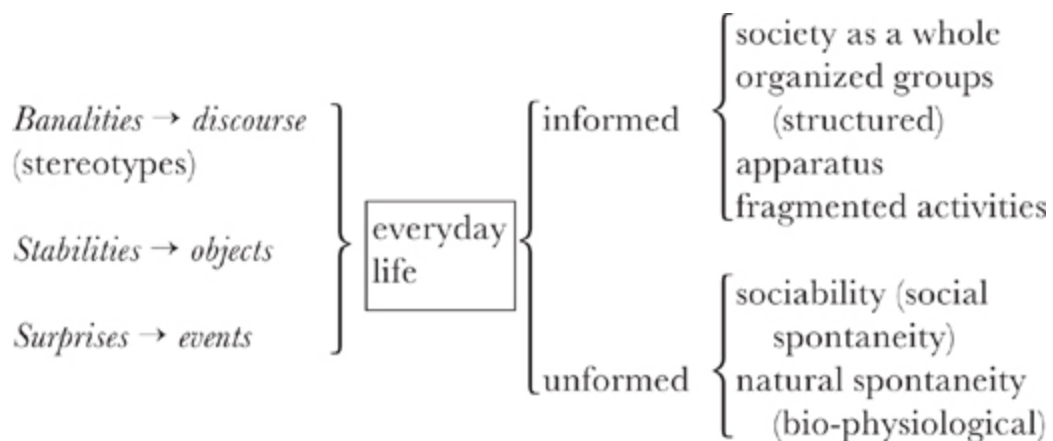 Banalities → discourse
(stereotypes)
Stabilities → objects
Surprises → events
everyday
life
informed
society as a whole
organized groups
(structured)
apparatus
fragmented activities
unformed
sociability (social
spontaneity)
natural spontaneity
(bio-physiological)